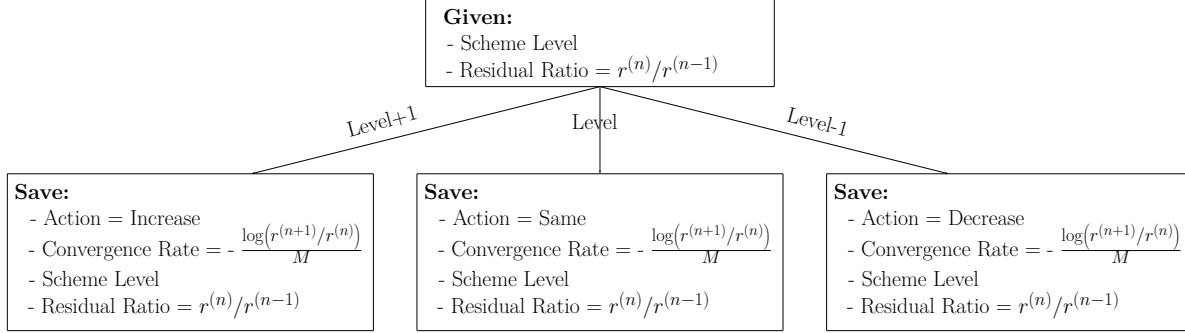 Given:
- Scheme Level
- Residual Ratio = r^(n)/r^(n−1)
Level+1
Level
Level-1
Save:
- Action = Increase
- Convergence Rate = - log(r^(n+1)/r^(n))/M
- Scheme Level
- Residual Ratio = r^(n)/r^(n−1)
Save:
- Action = Same
- Convergence Rate = - log(r^(n+1)/r^(n))/M
- Scheme Level
- Residual Ratio = r^(n)/r^(n−1)
Save:
- Action = Decrease
- Convergence Rate = - log(r^(n+1)/r^(n))/M
- Scheme Level
- Residual Ratio = r^(n)/r^(n−1)